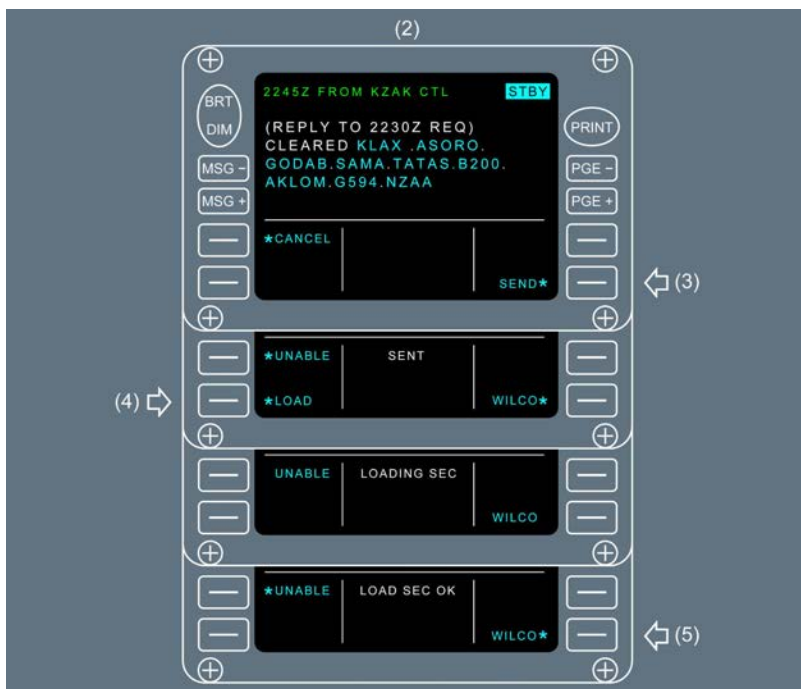 (2)
BRT
DIM
2245Z FROM KZAK CTL STBY
PRINT
(REPLY TO 2230Z REQ)
CLEARED KLAX .ASORO.
GODAB.SAMA.TATAS.B200.
AKLOM.G594.NZAA
MSG - PGE -
MSG + PGE +
*CANCEL
SEND* (3)
*UNABLE SENT
(4) *LOAD WILCO*
UNABLE LOADING SEC
WILCO
*UNABLE LOAD SEC OK
WILCO* (5)